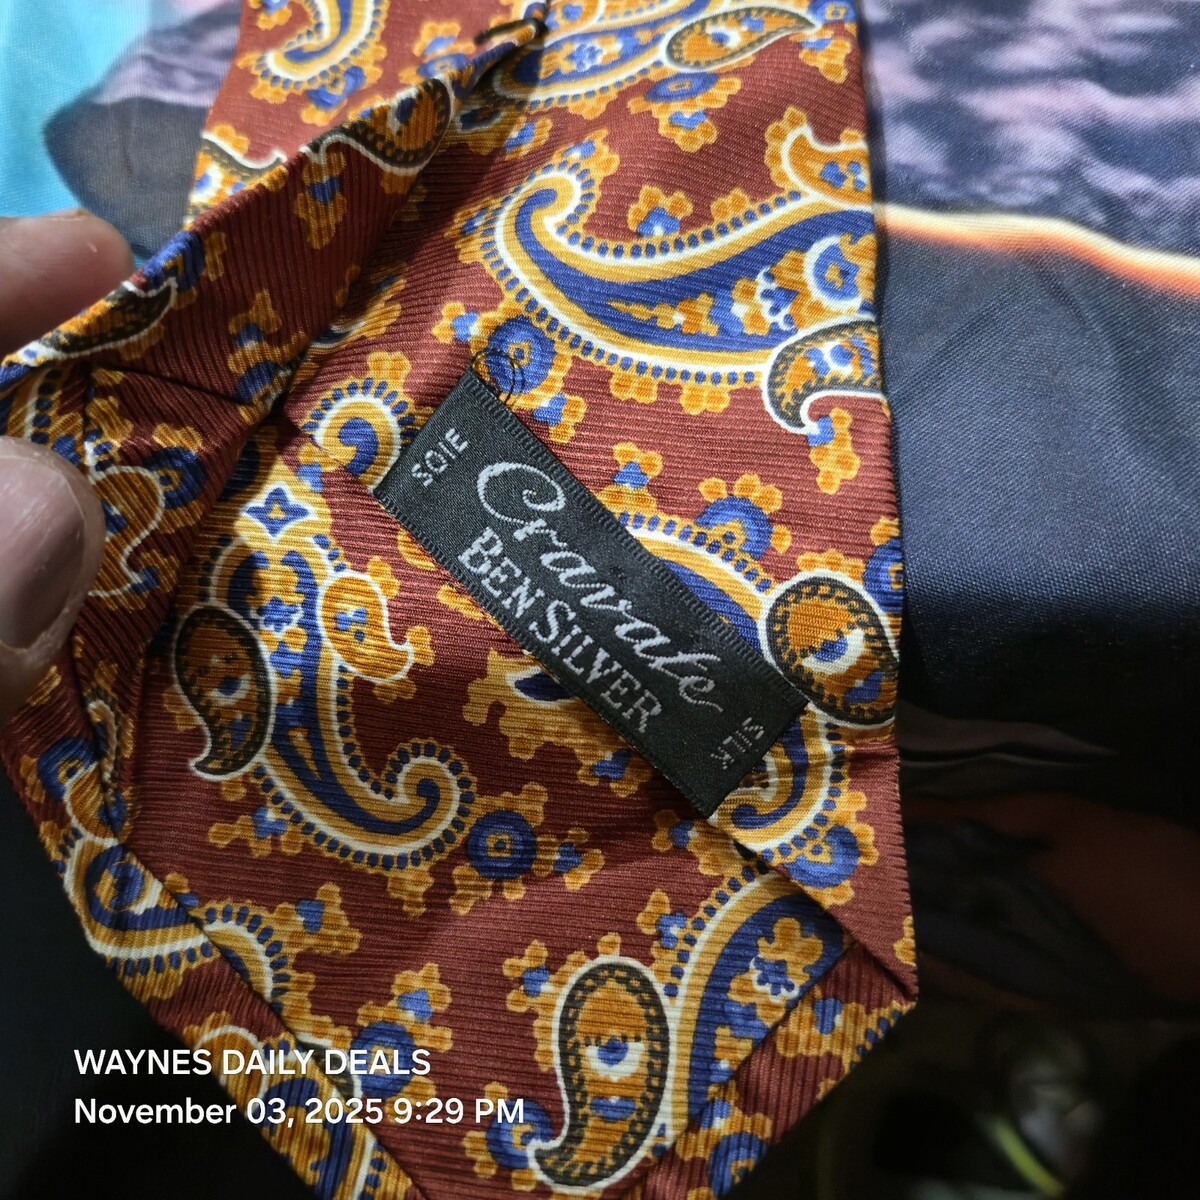 SOIE
Cravate
BEN SILVER
SILK
WAYNES DAILY DEALS
November 03, 2025 9:29 PM